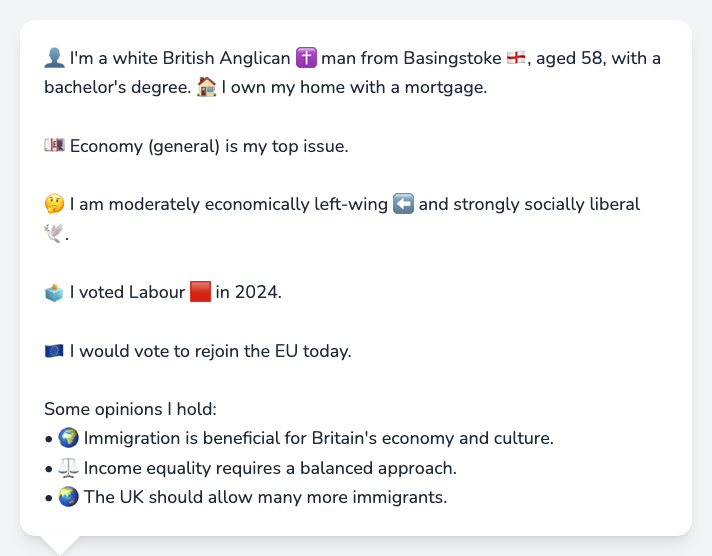 👤 I'm a white British Anglican ✝️ man from Basingstoke 🏴󠁧󠁢󠁥󠁮󠁧󠁿, aged 58, with a
bachelor's degree. 🏠 I own my home with a mortgage.
💷 Economy (general) is my top issue.
🤔 I am moderately economically left-wing ⬅️ and strongly socially liberal
🕊️.
🗳️ I voted Labour 🟥 in 2024.
🇪🇺 I would vote to rejoin the EU today.
Some opinions I hold:
• 🌍 Immigration is beneficial for Britain's economy and culture.
• ⚖️ Income equality requires a balanced approach.
• 🌏 The UK should allow many more immigrants.